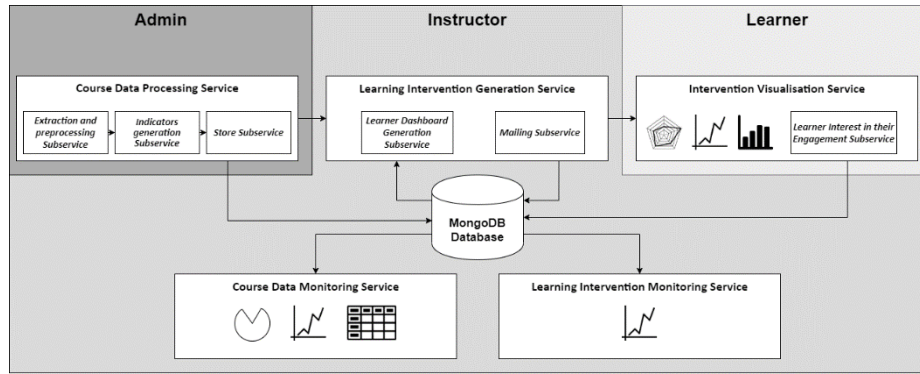 Admin
Instructor
Learner
Course Data Processing Service
Extraction and
preprocessing
Subservice
Indicators
generation
Subservice
Store Subservice
Learning Intervention Generation Service
Learner Dashboard
Generation
Subservice
Mailing Subservice
Intervention Visualisation Service
Learner Interest in their
Engagement Subservice
MongoDB
Database
Course Data Monitoring Service
Learning Intervention Monitoring Service